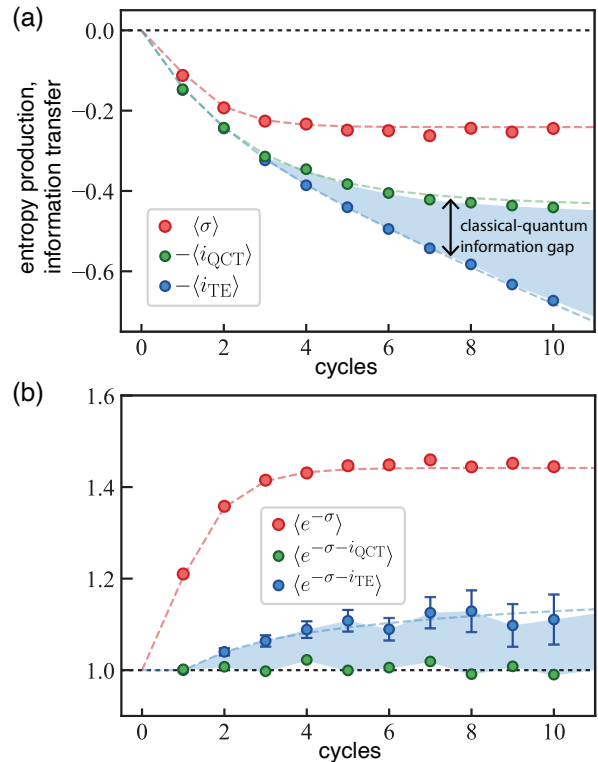 (a)
0.0
−0.2
−0.4
−0.6
entropy production,
information transfer
⟨σ⟩
−⟨i_QCT⟩
−⟨i_TE⟩
classical-quantum
information gap
0 2 4 6 8 10
cycles
(b)
1.6
1.4
1.2
1.0
⟨e^{−σ}⟩
⟨e^{−σ−i_QCT}⟩
⟨e^{−σ−i_TE}⟩
0 2 4 6 8 10
cycles